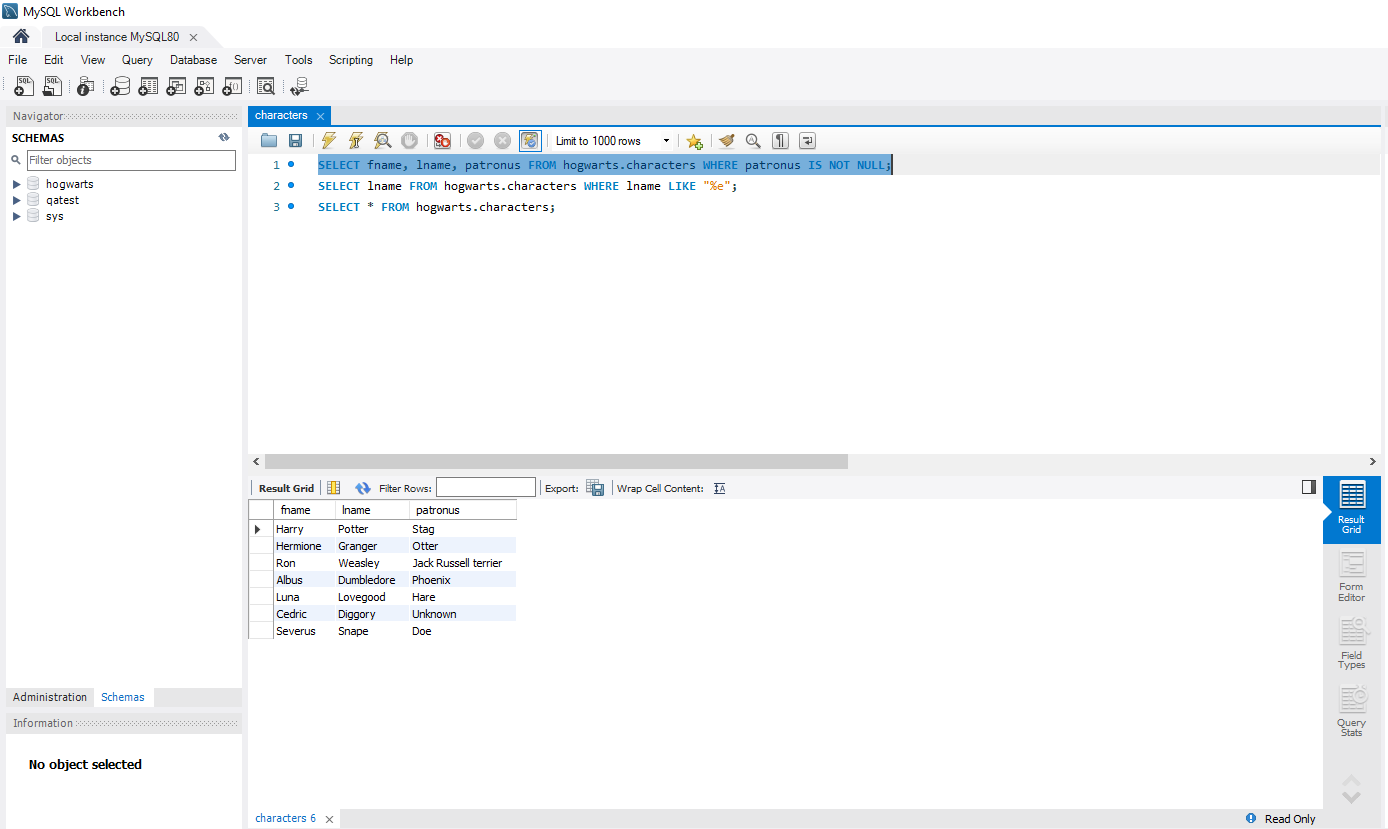 MySQL Workbench
Local instance MySQL80
File Edit View Query Database Server Tools Scripting Help
SQL SQL
Navigator
SCHEMAS
Filter objects
hogwarts
qatest
sys
Administration Schemas
Information
No object selected
characters
Limit to 1000 rows
1 SELECT fname, lname, patronus FROM hogwarts.characters WHERE patronus IS NOT NULL;
2 SELECT lname FROM hogwarts.characters WHERE lname LIKE "%e";
3 SELECT * FROM hogwarts.characters;
Result Grid Filter Rows: Export: Wrap Cell Content: IA
fname lname patronus
Harry Potter Stag
Hermione Granger Otter
Ron Weasley Jack Russell terrier
Albus Dumbledore Phoenix
Luna Lovegood Hare
Cedric Diggory Unknown
Severus Snape Doe
Result
Grid
Form
Editor
Field
Types
Query
Stats
characters 6
Read Only